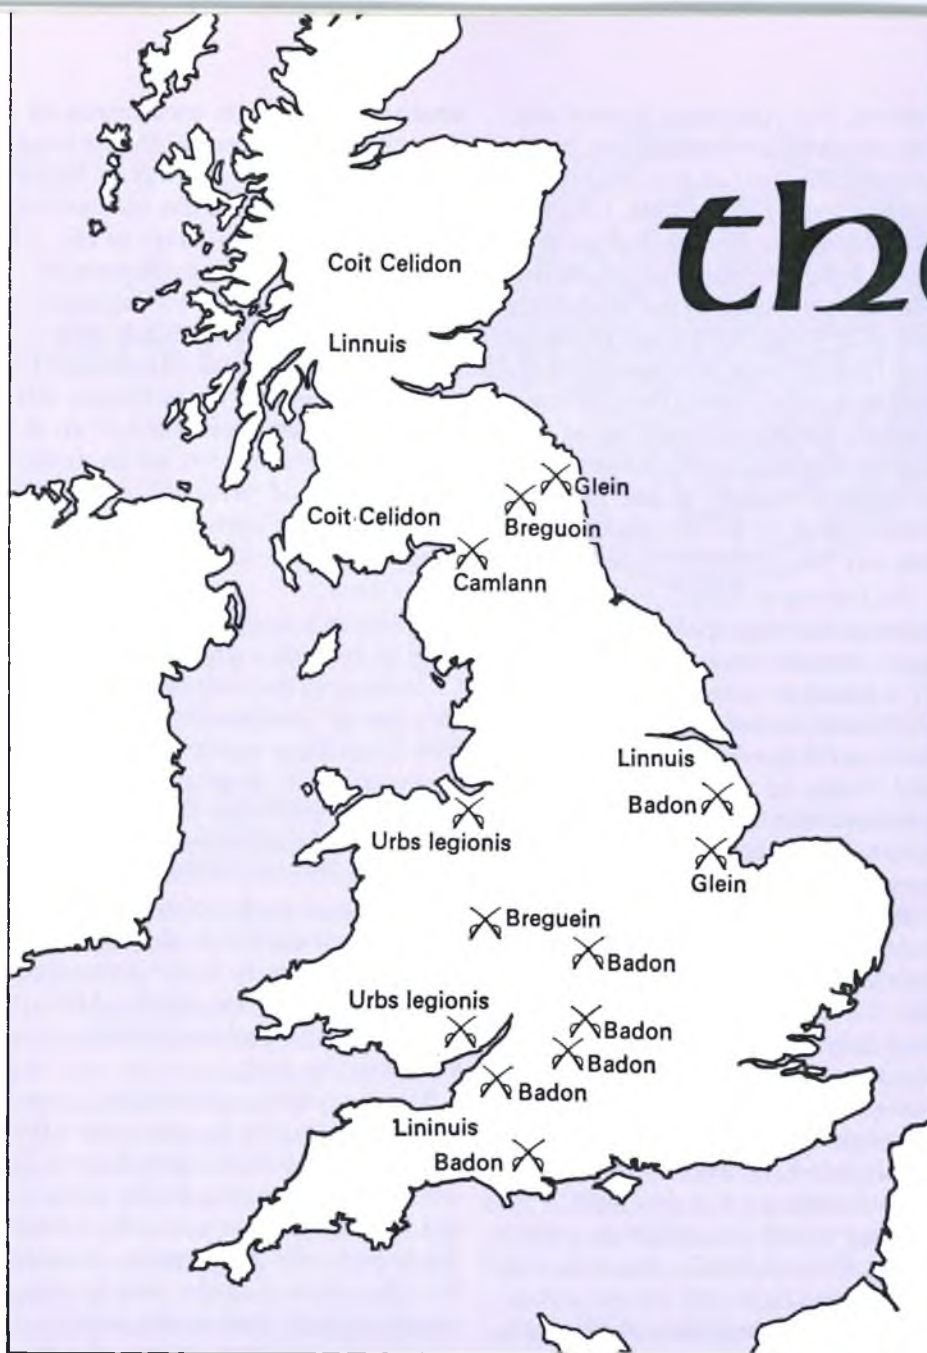 the
Coit Celidon
Linnuis
Glein
Breguoin
Coit Celidon
Camlann
Linnuis
Badon
Urbs legionis
Glein
Breguein
Badon
Urbs legionis
Badon
Badon
Badon
Lininuis
Badon